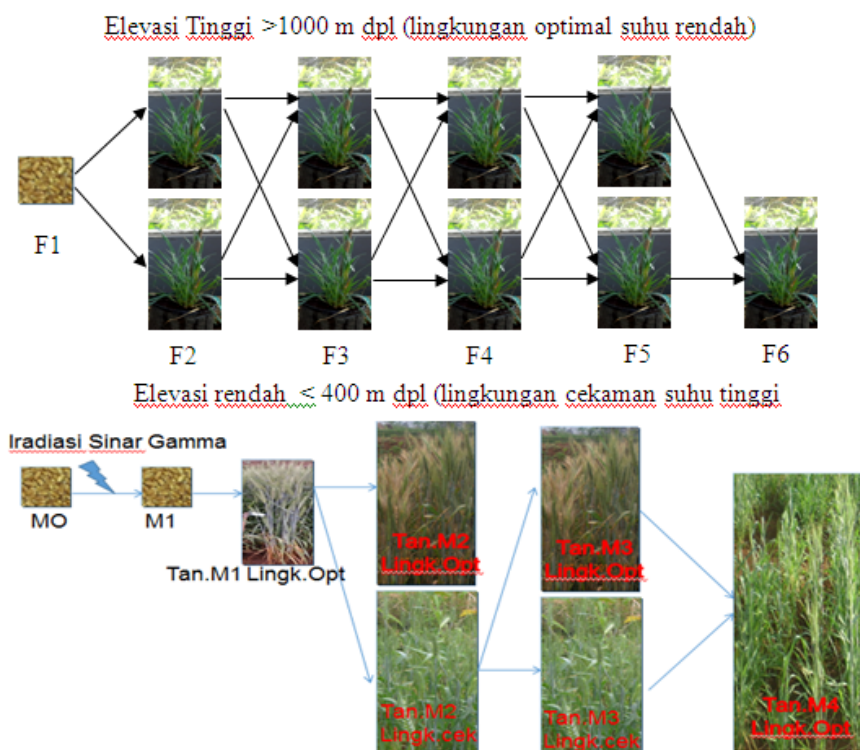 Elevasi Tinggi >1000 m dpl (lingkungan optimal suhu rendah)
F1
F2
F3
F4
F5
F6
Elevasi rendah < 400 m dpl (lingkungan cekaman suhu tinggi
Iradiasi Sinar Gamma
MO
M1
Tan.M1 Lingk.Opt
Tan.M2
Lingk.Opt
Tan.M3
Lingk.Opt
Tan.M2
Lingk.cek
Tan.M3
Lingk.cek
Tan.M4
Lingk.Opt